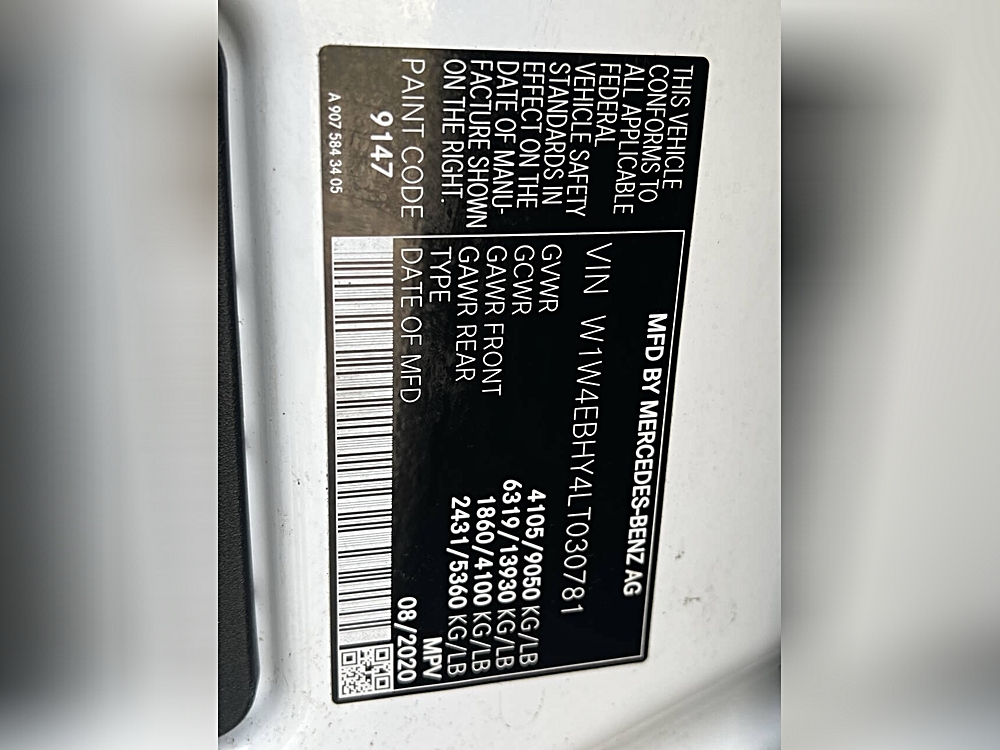 MFD BY MERCEDES-BENZ AG
THIS VEHICLE
CONFORMS TO
ALL APPLICABLE
FEDERAL
VEHICLE SAFETY
STANDARDS IN
EFFECT ON THE
DATE OF MANU-
FACTURE SHOWN
ON THE RIGHT.
PAINT CODE
9147
A 907 584 34 05
VIN W1W4EBHY4LT030781
GVWR 4105/9050 KG/LB
GCWR 6319/13930 KG/LB
GAWR FRONT 1860/4100 KG/LB
GAWR REAR 2431/5360 KG/LB
TYPE MPV
DATE OF MFD 08/2020